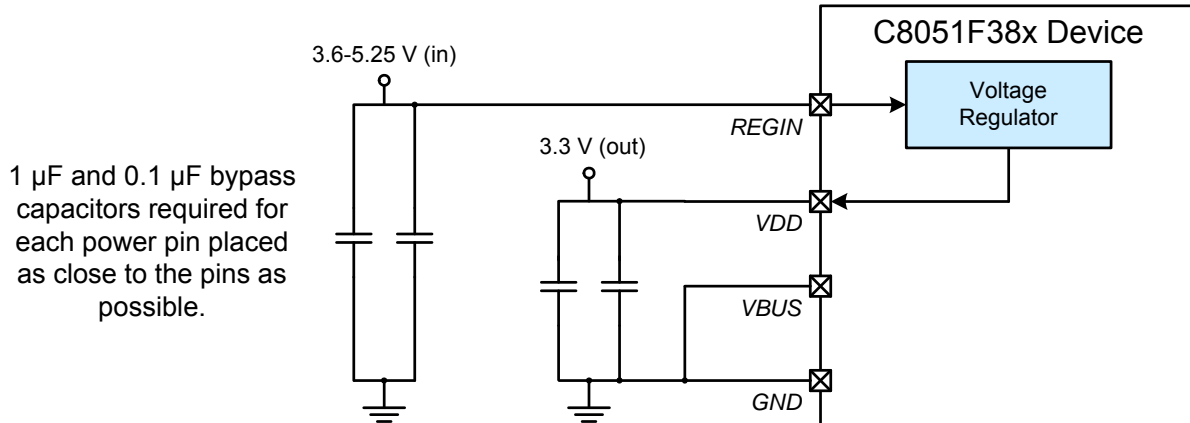 C8051F38x Device
3.6-5.25 V (in)
Voltage
Regulator
REGIN
3.3 V (out)
1 µF and 0.1 µF bypass
capacitors required for
each power pin placed
as close to the pins as
possible.
VDD
VBUS
GND